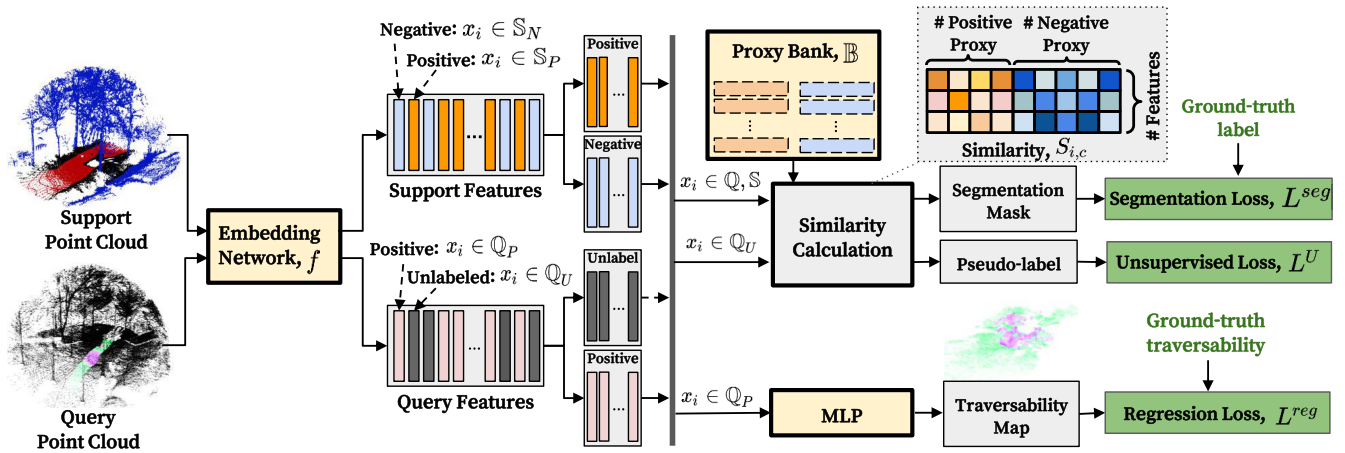 Support
Point Cloud
Query
Point Cloud
Embedding
Network, f
Negative: x_i ∈ 𝕊_N
Positive: x_i ∈ 𝕊_P
...
Support Features
Positive: x_i ∈ ℚ_P
Unlabeled: x_i ∈ ℚ_U
...
Query Features
Positive
...
Negative
...
Unlabel
...
Positive
...
Proxy Bank, 𝔹
⋮ ⋮
x_i ∈ ℚ, 𝕊
x_i ∈ ℚ_U
x_i ∈ ℚ_P
Similarity
Calculation
MLP
# Positive
Proxy
# Negative
Proxy
# Features
Similarity, S_{i,c}
Segmentation
Mask
Pseudo-label
Traversability
Map
Ground-truth
label
Segmentation Loss, L^{seg}
Unsupervised Loss, L^U
Ground-truth
traversability
Regression Loss, L^{reg}